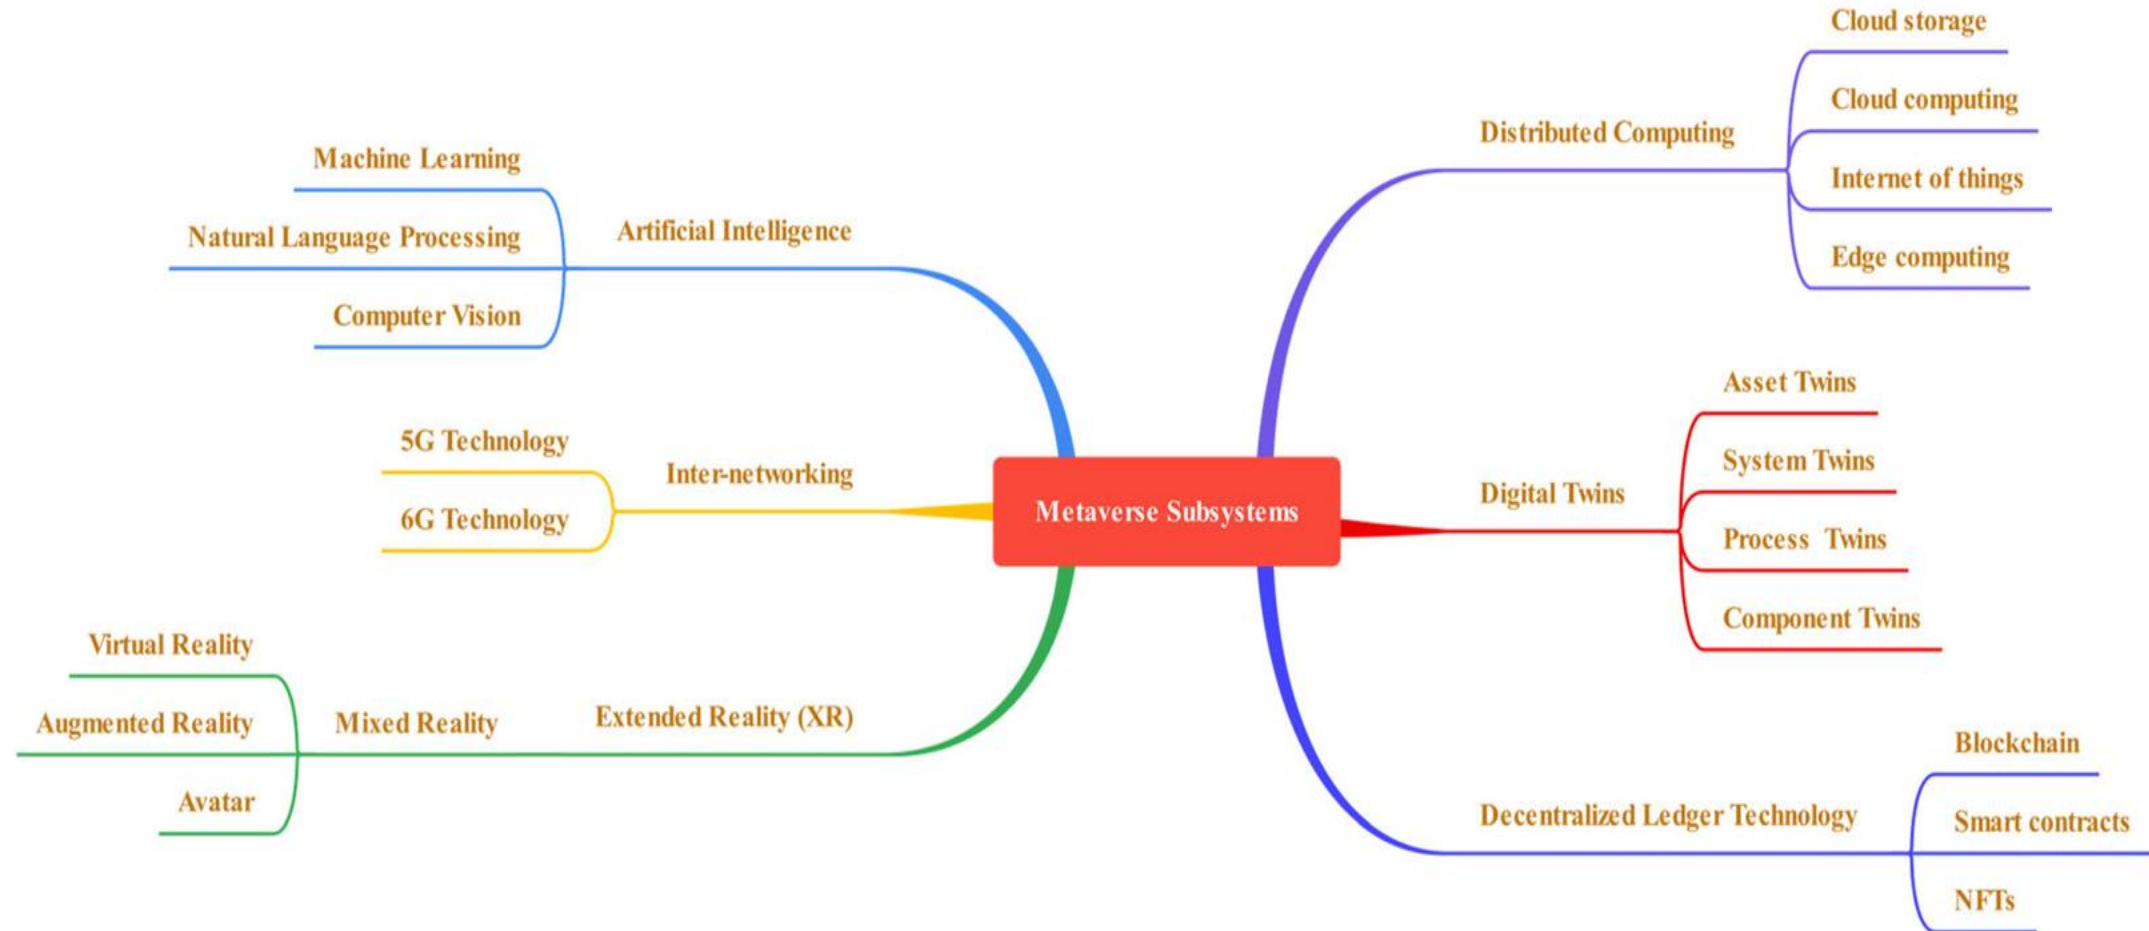 Metaverse Subsystems
Artificial Intelligence
Machine Learning
Natural Language Processing
Computer Vision
Inter-networking
5G Technology
6G Technology
Extended Reality (XR)
Mixed Reality
Virtual Reality
Augmented Reality
Avatar
Distributed Computing
Cloud storage
Cloud computing
Internet of things
Edge computing
Digital Twins
Asset Twins
System Twins
Process  Twins
Component Twins
Decentralized Ledger Technology
Blockchain
Smart contracts
NFTs